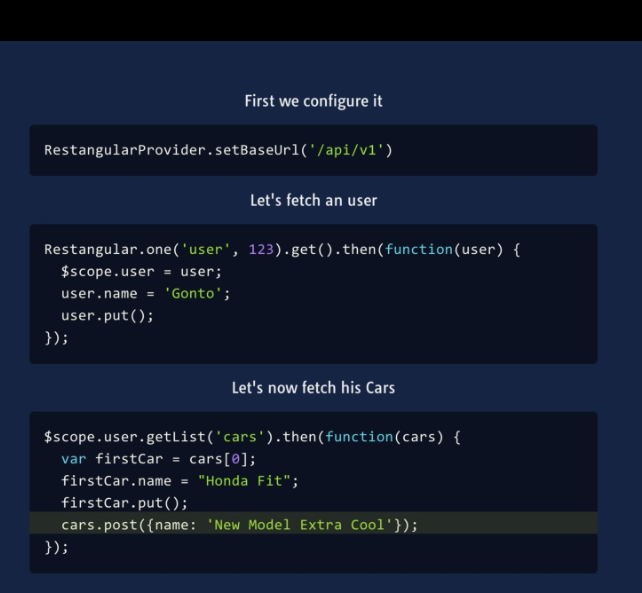 First we configure it
RestangularProvider.setBaseUrl('/api/v1')
Let's fetch an user
Restangular.one('user', 123).get().then(function(user) {
  $scope.user = user;
  user.name = 'Gonto';
  user.put();
});
Let's now fetch his Cars
$scope.user.getList('cars').then(function(cars) {
  var firstCar = cars[0];
  firstCar.name = "Honda Fit";
  firstCar.put();
  cars.post({name: 'New Model Extra Cool'});
});